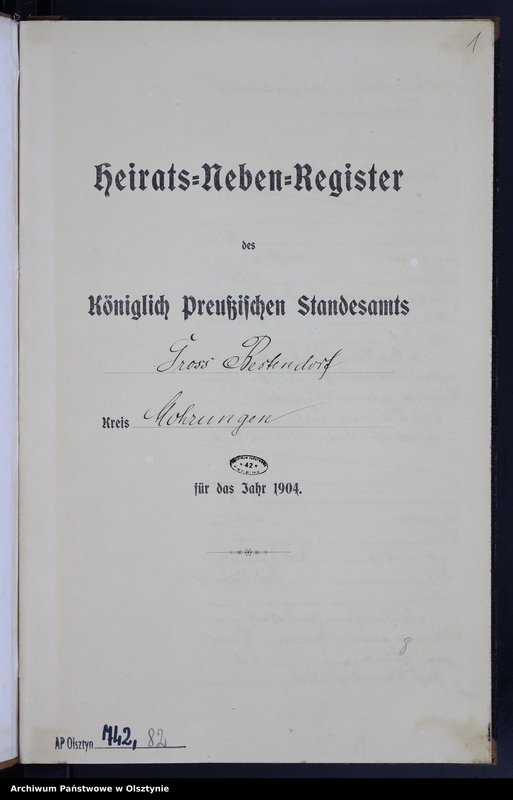 1
Heirats=Neben=Register
des
Königlich Preußischen Standesamts
Gross Bestendorf
Kreis Mohrungen
42
für das Jahr 1904.
8
AP Olsztyn 742, 82
Archiwum Państwowe w Olsztynie